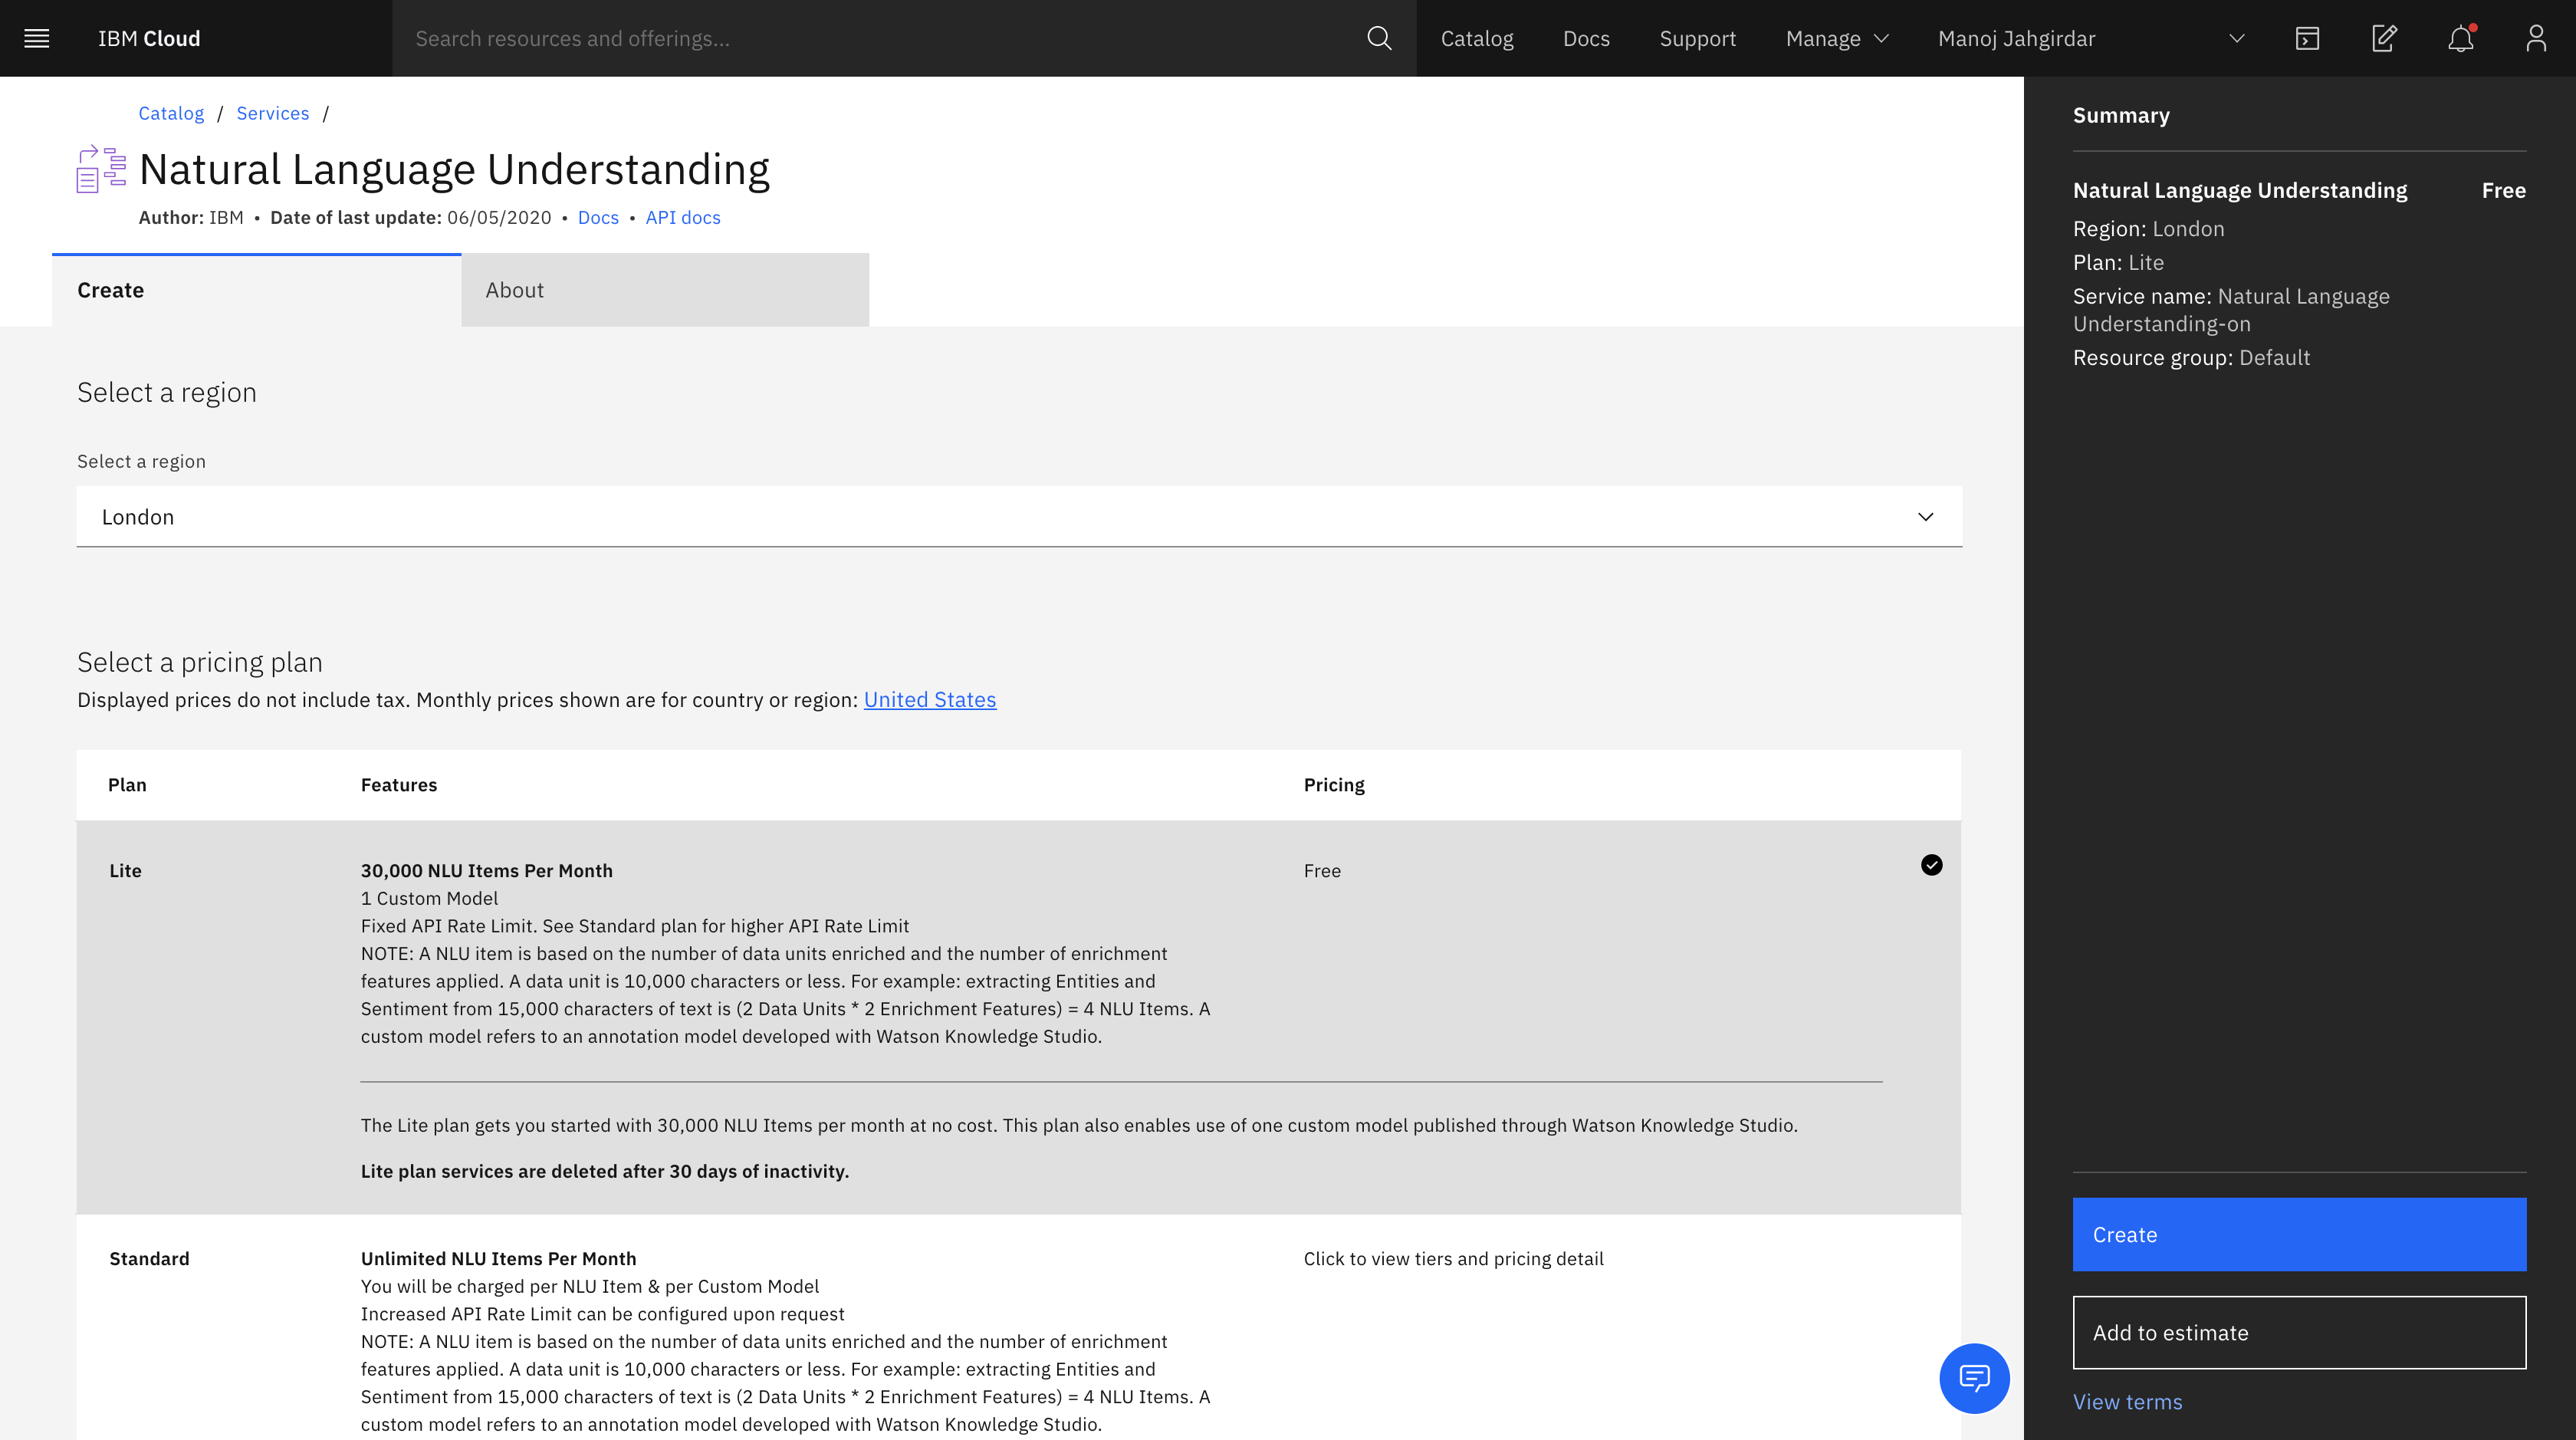 IBM Cloud
Search resources and offerings...
Catalog
Docs
Support
Manage
Manoj Jahgirdar
Catalog / Services /
Natural Language Understanding
Author: IBM • Date of last update: 06/05/2020 • Docs • API docs
Create
About
Select a region
Select a region
London
Select a pricing plan
Displayed prices do not include tax. Monthly prices shown are for country or region: United States
Plan
Features
Pricing
Lite
30,000 NLU Items Per Month
Free
1 Custom Model
Fixed API Rate Limit. See Standard plan for higher API Rate Limit
NOTE: A NLU item is based on the number of data units enriched and the number of enrichment
features applied. A data unit is 10,000 characters or less. For example: extracting Entities and
Sentiment from 15,000 characters of text is (2 Data Units * 2 Enrichment Features) = 4 NLU Items. A
custom model refers to an annotation model developed with Watson Knowledge Studio.
The Lite plan gets you started with 30,000 NLU Items per month at no cost. This plan also enables use of one custom model published through Watson Knowledge Studio.
Lite plan services are deleted after 30 days of inactivity.
Standard
Unlimited NLU Items Per Month
Click to view tiers and pricing detail
You will be charged per NLU Item & per Custom Model
Increased API Rate Limit can be configured upon request
NOTE: A NLU item is based on the number of data units enriched and the number of enrichment
features applied. A data unit is 10,000 characters or less. For example: extracting Entities and
Sentiment from 15,000 characters of text is (2 Data Units * 2 Enrichment Features) = 4 NLU Items. A
custom model refers to an annotation model developed with Watson Knowledge Studio.
Summary
Natural Language Understanding
Free
Region: London
Plan: Lite
Service name: Natural Language
Understanding-on
Resource group: Default
Create
Add to estimate
View terms